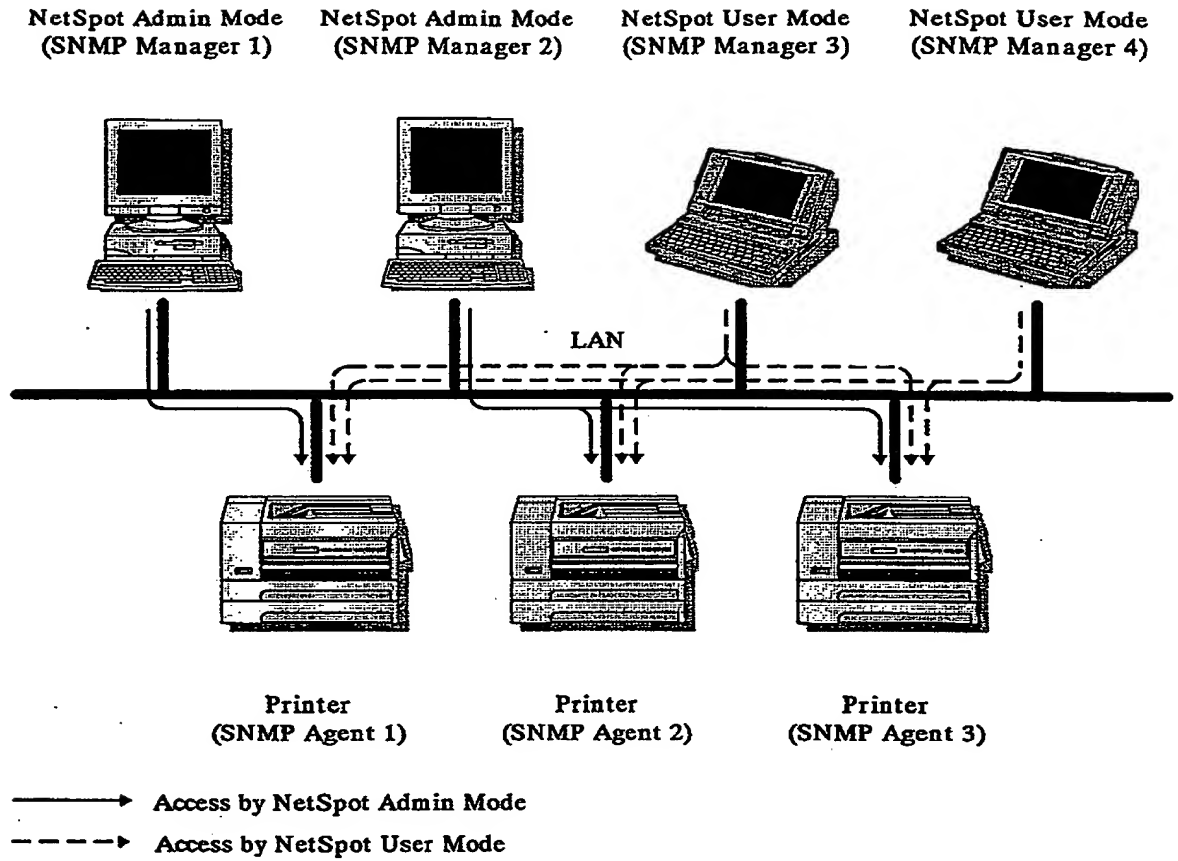 NetSpot Admin Mode
(SNMP Manager 1)
NetSpot Admin Mode
(SNMP Manager 2)
NetSpot User Mode
(SNMP Manager 3)
NetSpot User Mode
(SNMP Manager 4)
LAN
Printer
(SNMP Agent 1)
Printer
(SNMP Agent 2)
Printer
(SNMP Agent 3)
Access by NetSpot Admin Mode
Access by NetSpot User Mode